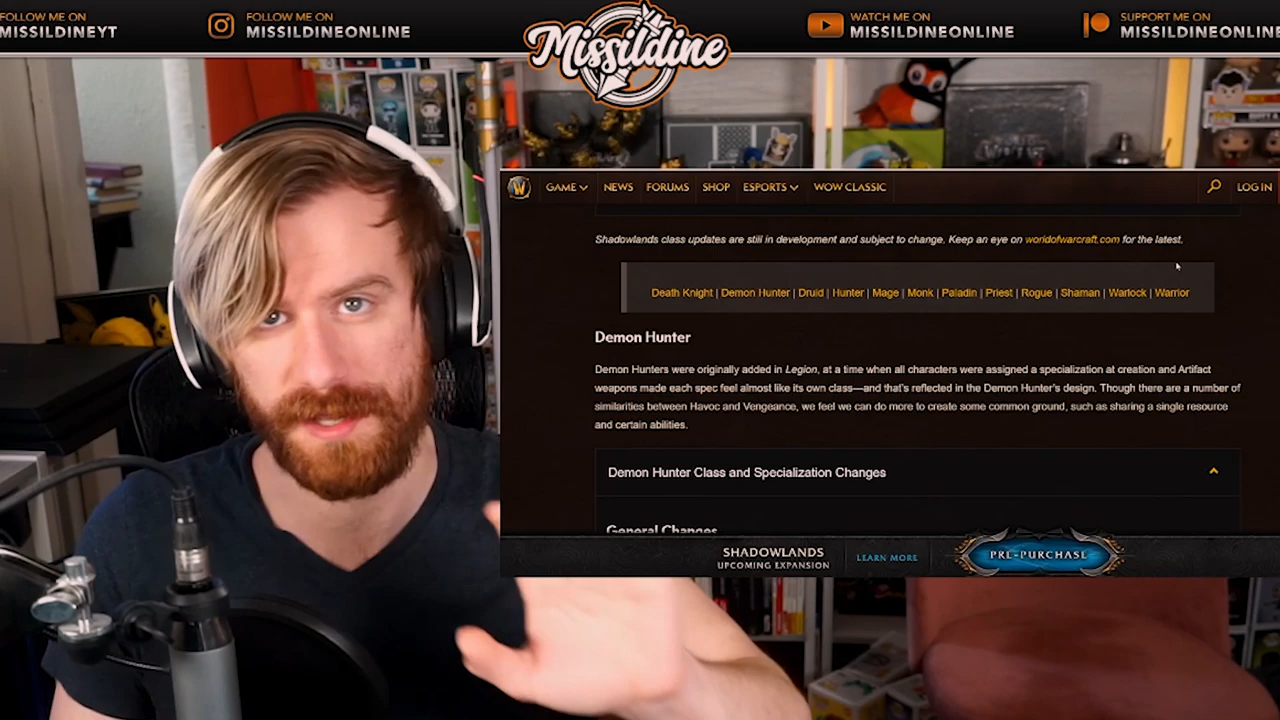 FOLLOW ME ON
MISSILDINEYT
FOLLOW ME ON
MISSILDINEONLINE
Missildine
WATCH ME ON
MISSILDINEONLINE
SUPPORT ME ON
MISSILDINEONLINE
GAME NEWS FORUMS SHOP ESPORTS WOW CLASSIC LOG IN
Shadowlands class updates are still in development and subject to change. Keep an eye on worldofwarcraft.com for the latest.
Death Knight | Demon Hunter | Druid | Hunter | Mage | Monk | Paladin | Priest | Rogue | Shaman | Warlock | Warrior
Demon Hunter
Demon Hunters were originally added in Legion, at a time when all characters were assigned a specialization at creation and Artifact
weapons made each spec feel almost like its own class—and that's reflected in the Demon Hunter's design. Though there are a number of
similarities between Havoc and Vengeance, we feel we can do more to create some common ground, such as sharing a single resource
and certain abilities.
Demon Hunter Class and Specialization Changes
General Changes
SHADOWLANDS
UPCOMING EXPANSION
LEARN MORE
PRE-PURCHASE